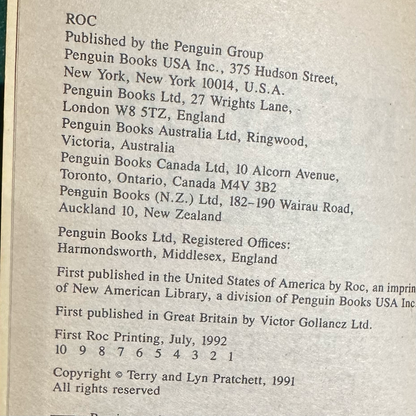 ROC
Published by the Penguin Group
Penguin Books USA Inc., 375 Hudson Street,
New York, New York 10014, U.S.A.
Penguin Books Ltd, 27 Wrights Lane,
London W8 5TZ, England
Penguin Books Australia Ltd, Ringwood,
Victoria, Australia
Penguin Books Canada Ltd, 10 Alcorn Avenue,
Toronto, Ontario, Canada M4V 3B2
Penguin Books (N.Z.) Ltd, 182-190 Wairau Road,
Auckland 10, New Zealand
Penguin Books Ltd, Registered Offices:
Harmondsworth, Middlesex, England
First published in the United States of America by Roc, an imprin
of New American Library, a division of Penguin Books USA Inc
First published in Great Britain by Victor Gollancz Ltd.
First Roc Printing, July, 1992
10 9 8 7 6 5 4 3 2 1
Copyright © Terry and Lyn Pratchett, 1991
All rights reserved